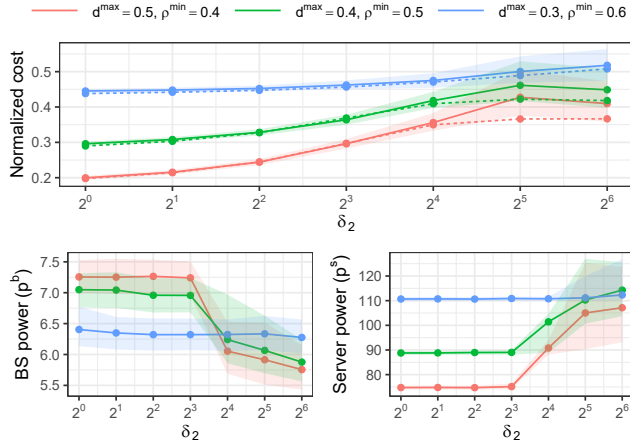 d^max = 0.5, ρ^min = 0.4 d^max = 0.4, ρ^min = 0.5 d^max = 0.3, ρ^min = 0.6
Normalized cost
0.5
0.4
0.3
0.2
2^0 2^1 2^2 2^3 2^4 2^5 2^6
δ_2
BS power (p^b)
7.5
7.0
6.5
6.0
5.5
2^0 2^1 2^2 2^3 2^4 2^5 2^6
δ_2
Server power (p^s)
110
100
90
80
2^0 2^1 2^2 2^3 2^4 2^5 2^6
δ_2